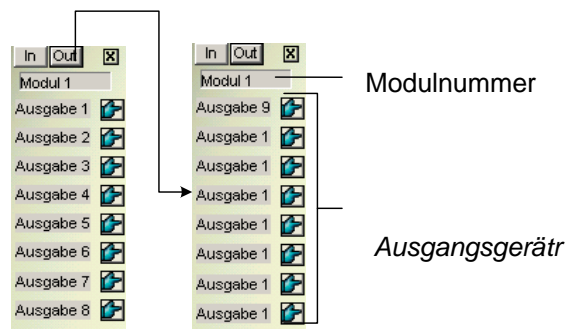 In Out
Modul 1
Ausgabe 1
Ausgabe 2
Ausgabe 3
Ausgabe 4
Ausgabe 5
Ausgabe 6
Ausgabe 7
Ausgabe 8
In Out
Modul 1
Ausgabe 9
Ausgabe 1
Ausgabe 1
Ausgabe 1
Ausgabe 1
Ausgabe 1
Ausgabe 1
Ausgabe 1
Modulnummer
Ausgangsgerätr